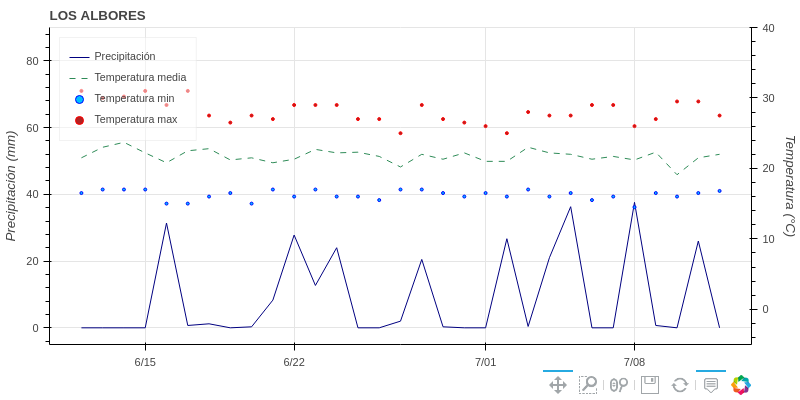 LOS ALBORES
Precipitación
Temperatura media
Temperatura min
Temperatura max
Precipitación (mm)
80
60
40
20
0
Temperatura (°C)
40
30
20
10
0
6/15
6/22
7/01
7/08